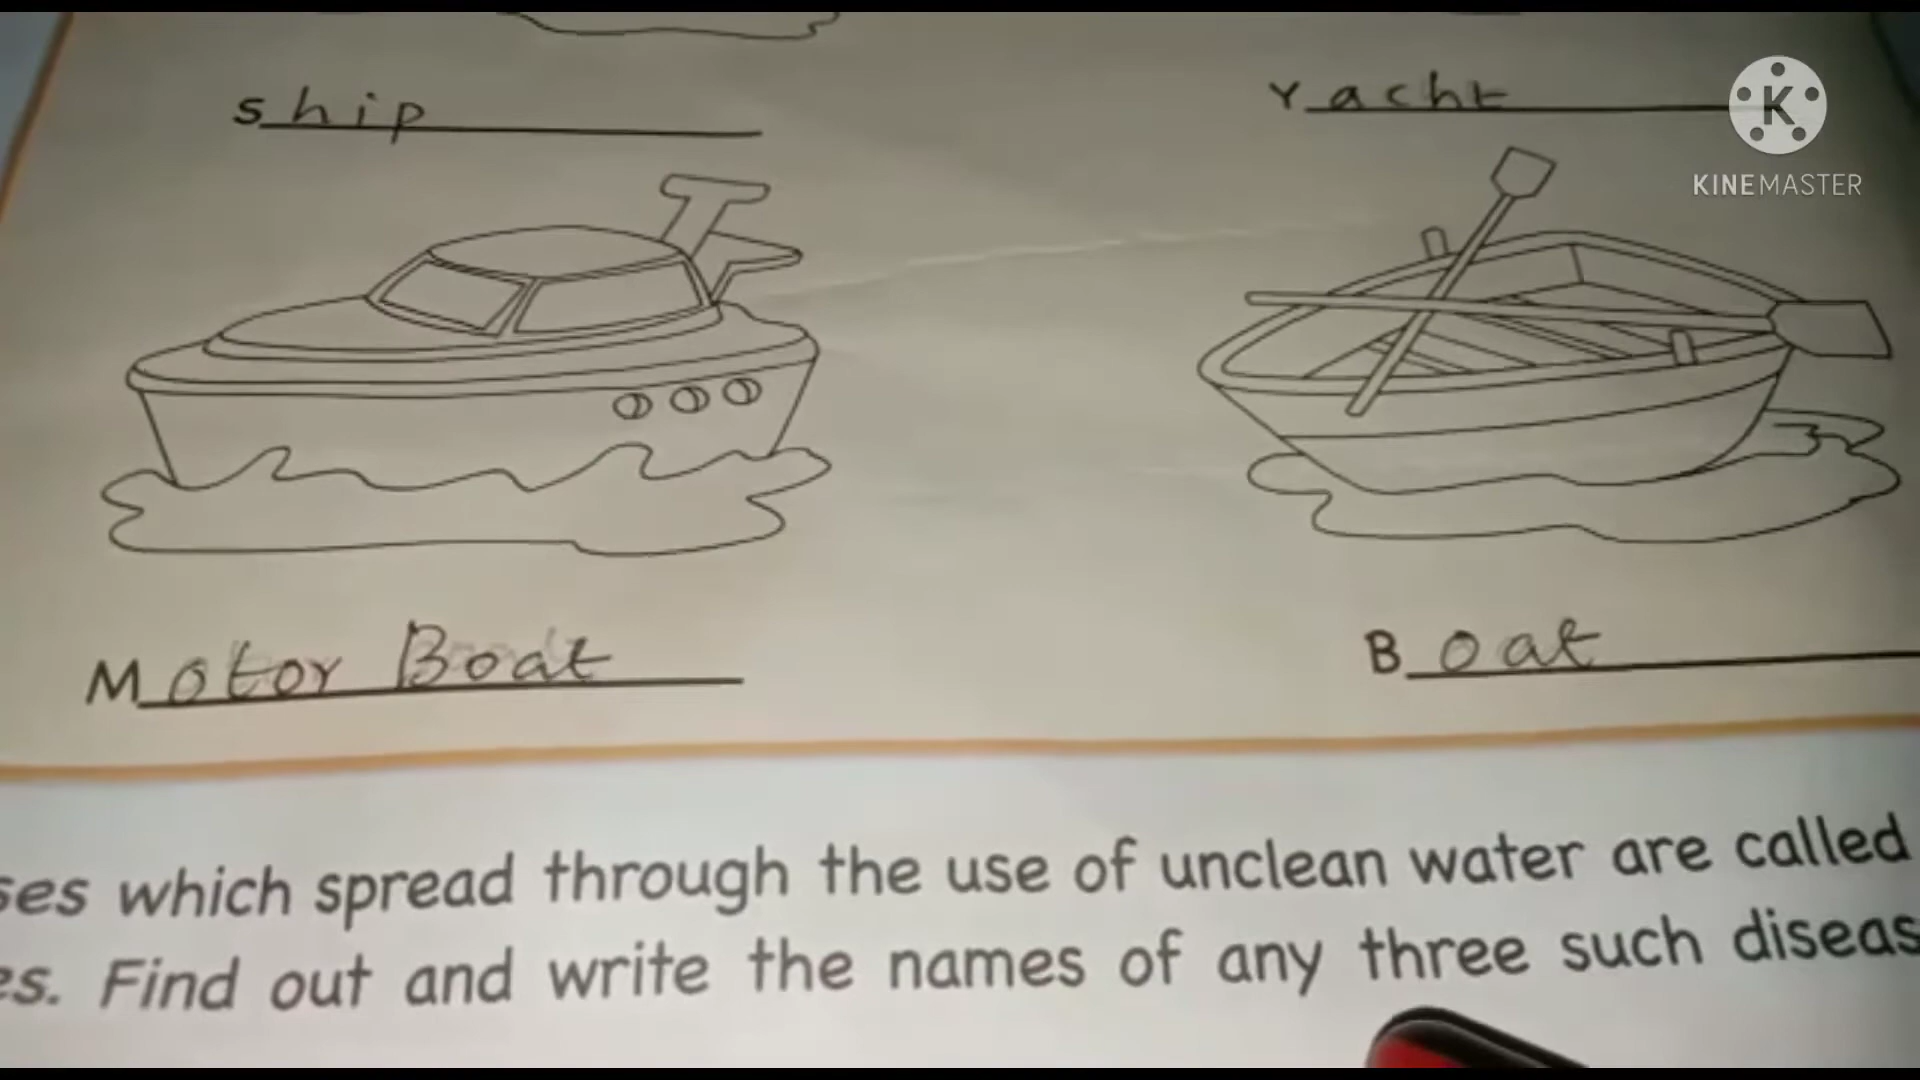 ship
Yacht
KINEMASTER
Motor Boat
Boat
ses which spread through the use of unclean water are called
es. Find out and write the names of any three such diseas